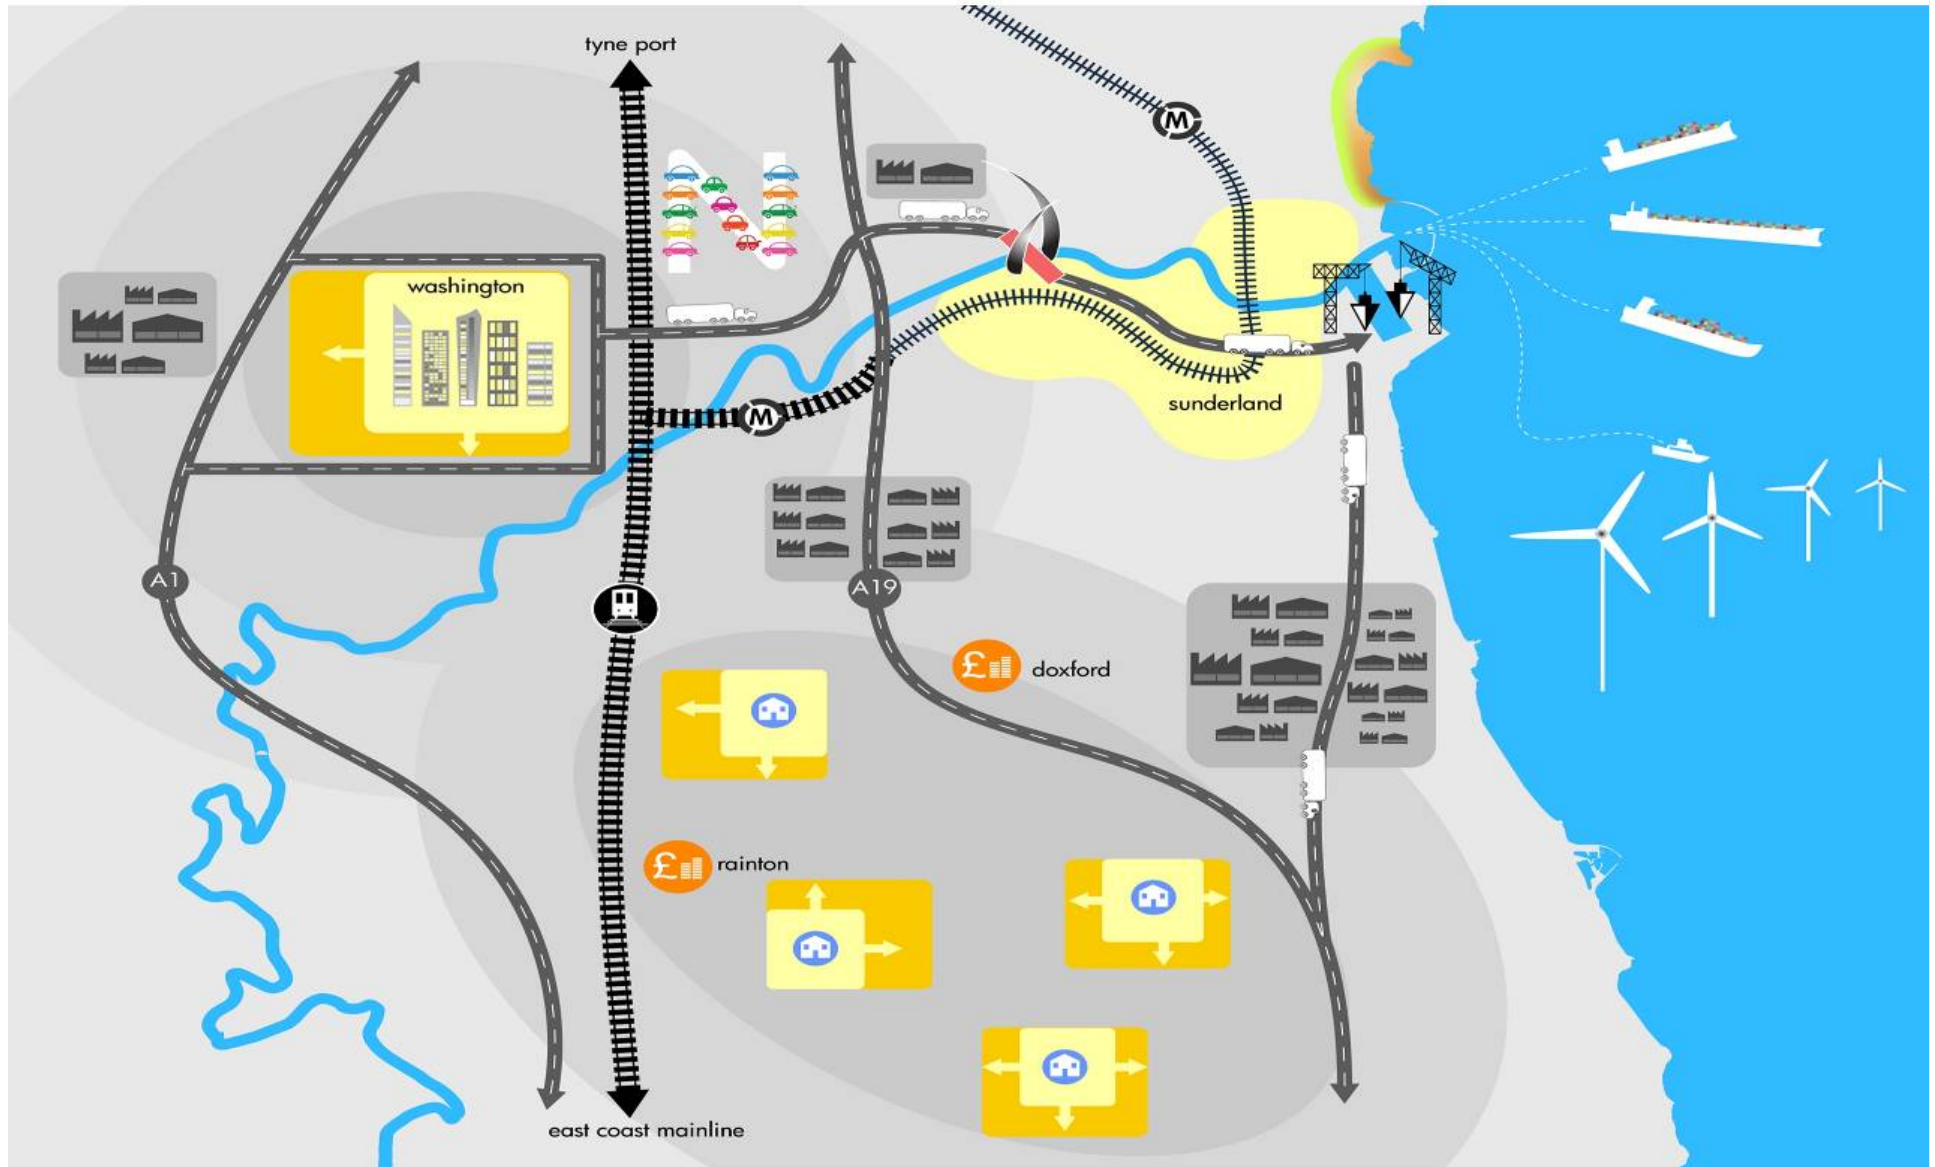 tyne port
M
washington
M
sunderland
A1
A19
£
doxford
£
rainton
east coast mainline